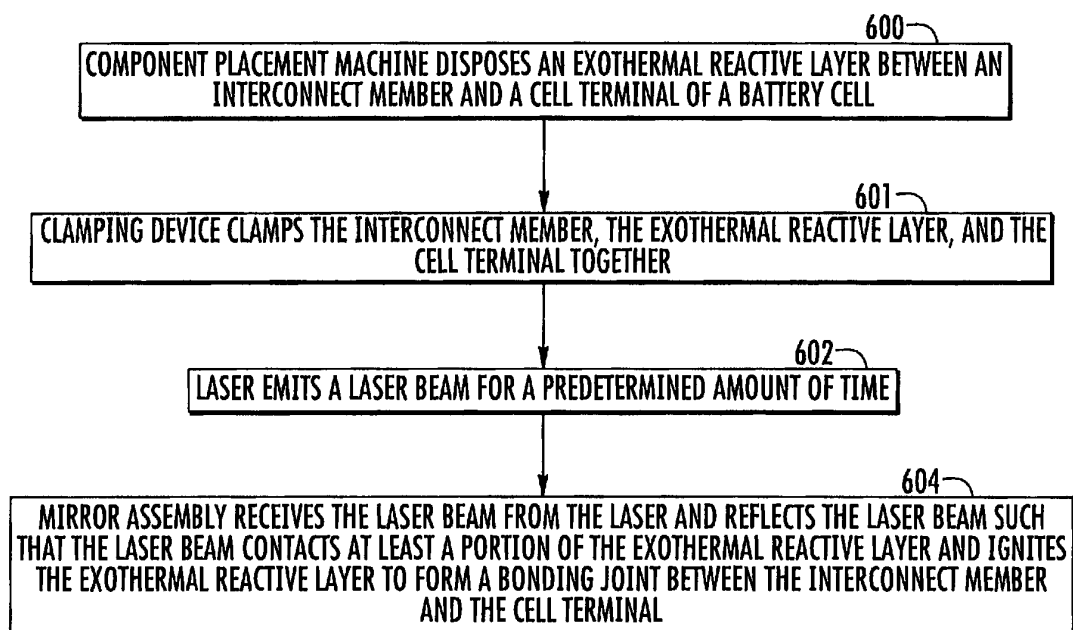 600
COMPONENT PLACEMENT MACHINE DISPOSES AN EXOTHERMAL REACTIVE LAYER BETWEEN AN
INTERCONNECT MEMBER AND A CELL TERMINAL OF A BATTERY CELL
601
CLAMPING DEVICE CLAMPS THE INTERCONNECT MEMBER, THE EXOTHERMAL REACTIVE LAYER, AND THE
CELL TERMINAL TOGETHER
602
LASER EMITS A LASER BEAM FOR A PREDETERMINED AMOUNT OF TIME
604
MIRROR ASSEMBLY RECEIVES THE LASER BEAM FROM THE LASER AND REFLECTS THE LASER BEAM SUCH
THAT THE LASER BEAM CONTACTS AT LEAST A PORTION OF THE EXOTHERMAL REACTIVE LAYER AND IGNITES
THE EXOTHERMAL REACTIVE LAYER TO FORM A BONDING JOINT BETWEEN THE INTERCONNECT MEMBER
AND THE CELL TERMINAL